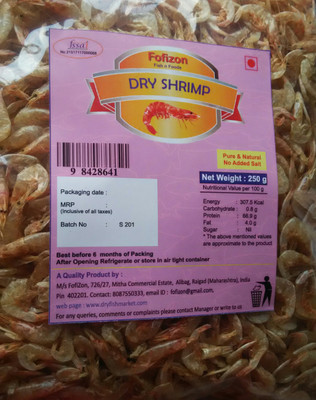 fssai
Fofizon
Fish n Foods
DRY SHRIMP
9 8428641
Pure & Natural
No Added Salt
Net Weight : 250 g
Nutritional Value per 100 g
Packaging date :
MRP :
(Inclusive of all taxes)
Batch No : S 201
Energy : 307.8 Kcal
Carbohydrate : 0.8 g
Protein : 66.9 g
Fat : 4.0 g
Sugar Nil
* The above mentioned values
are approximate to the product
Best before 6 months of Packing
After Opening Refrigerate or store in air tight container
A Quality Product by :
M/s FofiZon, 726/27, Mitha Commercial Estate, Alibag, Raigad (Maharashtra), India
Pin 402201, Contact: 8087550333, email ID : fofizon@gmail.com,
web page : www.dryfishmarket.com
For any queries, comments or complaints please contact Manager or write to us